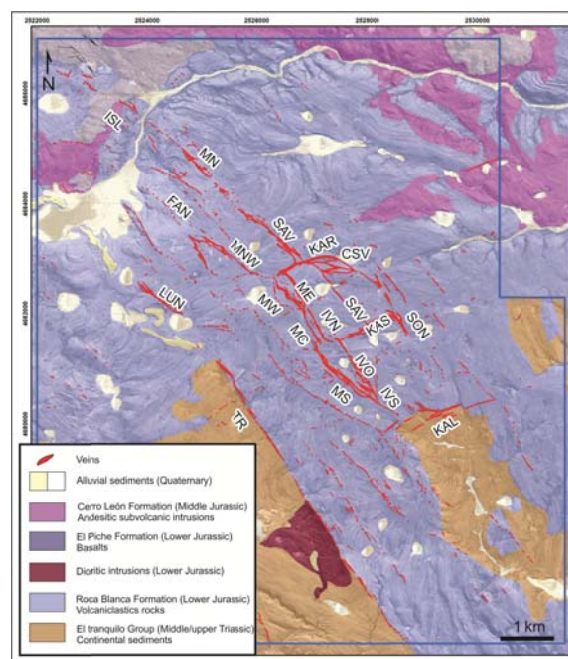 2522000 2524000 2526000 2528000 2530000
N
4686000
ISL
MN
4684000
FAN
SAV
KAR
MNW
CSV
LUN
MW
ME
SAV
4682000
IVN
KAS
SON
MC
IVO
MS
IVS
4680000
TR
KAL
Veins
Alluvial sediments (Quaternary)
Cerro León Formation (Middle Jurassic)
Andesitic subvolcanic intrusions
El Piche Formation (Lower Jurassic)
Basalts
Dioritic intrusions (Lower Jurassic)
Roca Blanca Formation (Lower Jurassic)
Volcaniclastics rocks
El tranquilo Group (Middle/upper Triassic)
Continental sediments
1 km